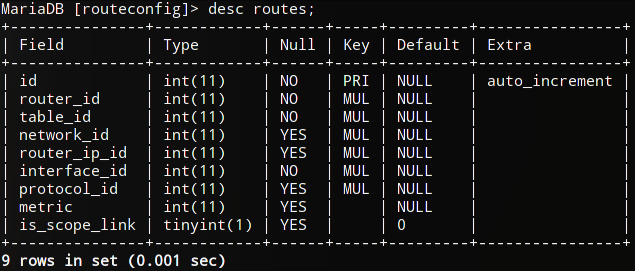 MariaDB [routeconfig]> desc routes;
+---------------+------------+------+-----+---------+----------------+
| Field         | Type       | Null | Key | Default | Extra          |
+---------------+------------+------+-----+---------+----------------+
| id            | int(11)    | NO   | PRI | NULL    | auto_increment |
| router_id     | int(11)    | NO   | MUL | NULL    |                |
| table_id      | int(11)    | NO   | MUL | NULL    |                |
| network_id    | int(11)    | YES  | MUL | NULL    |                |
| router_ip_id  | int(11)    | YES  | MUL | NULL    |                |
| interface_id  | int(11)    | NO   | MUL | NULL    |                |
| protocol_id   | int(11)    | YES  | MUL | NULL    |                |
| metric        | int(11)    | YES  |     | NULL    |                |
| is_scope_link | tinyint(1) | YES  |     | 0       |                |
+---------------+------------+------+-----+---------+----------------+
9 rows in set (0.001 sec)